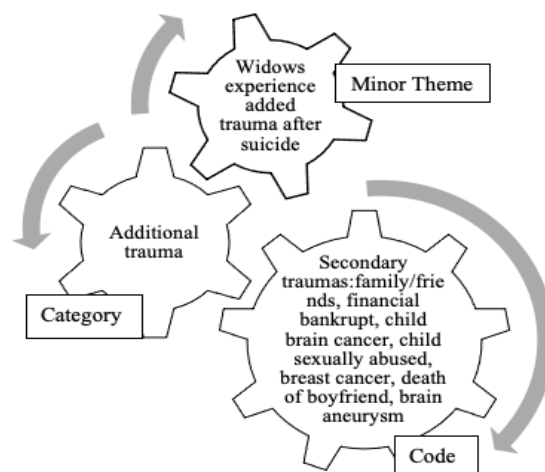 Widows
experience
added
trauma after
suicide
Minor Theme
Additional
trauma
Category
Secondary
traumas:family/frie
nds, financial
bankrupt, child
brain cancer, child
sexually abused,
breast cancer, death
of boyfriend, brain
aneurysm
Code